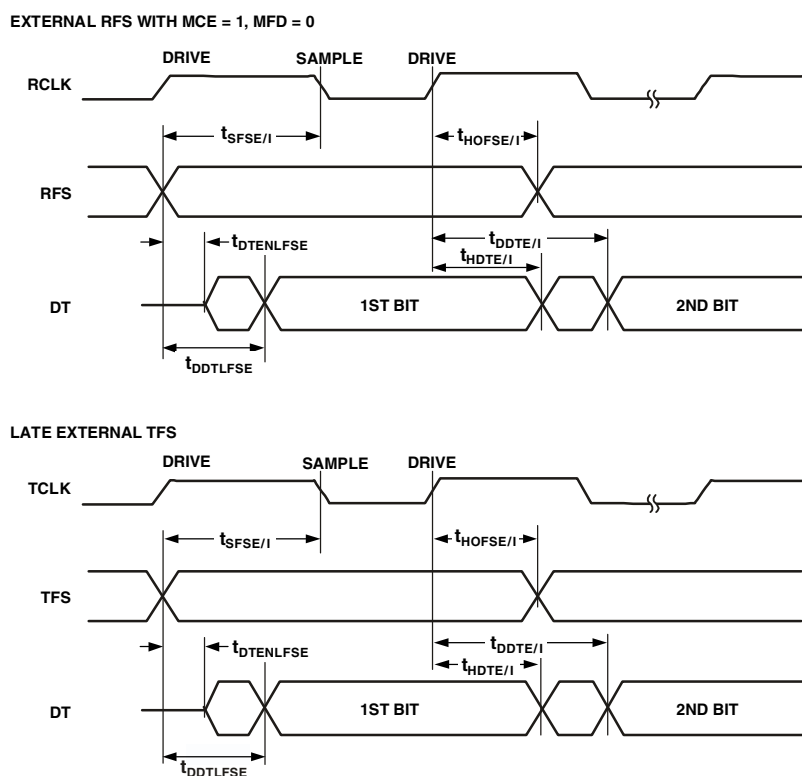 EXTERNAL RFS WITH MCE = 1, MFD = 0
DRIVE SAMPLE DRIVE
RCLK
tSFSE/I tHOFSE/I
RFS
tDTENLFSE tDDTE/I
tHDTE/I
DT 1ST BIT 2ND BIT
tDDTLFSE
LATE EXTERNAL TFS
DRIVE SAMPLE DRIVE
TCLK
tSFSE/I tHOFSE/I
TFS
tDTENLFSE tDDTE/I
tHDTE/I
DT 1ST BIT 2ND BIT
tDDTLFSE